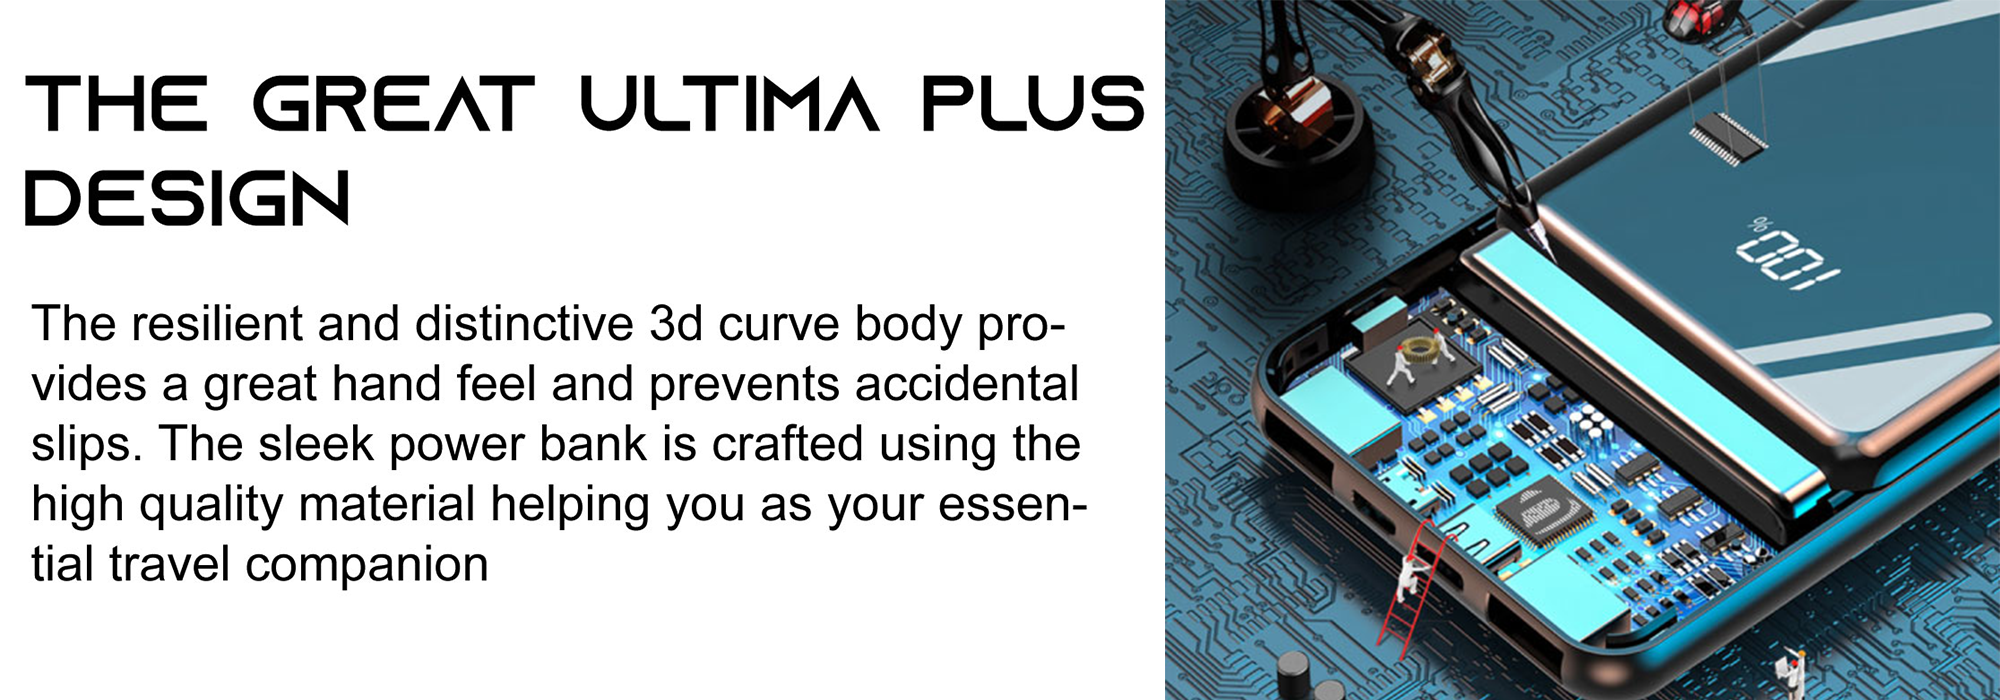 THE GREAT ULTIMA PLUS
DESIGN
The resilient and distinctive 3d curve body pro-
vides a great hand feel and prevents accidental
slips. The sleek power bank is crafted using the
high quality material helping you as your essen-
tial travel companion
100%